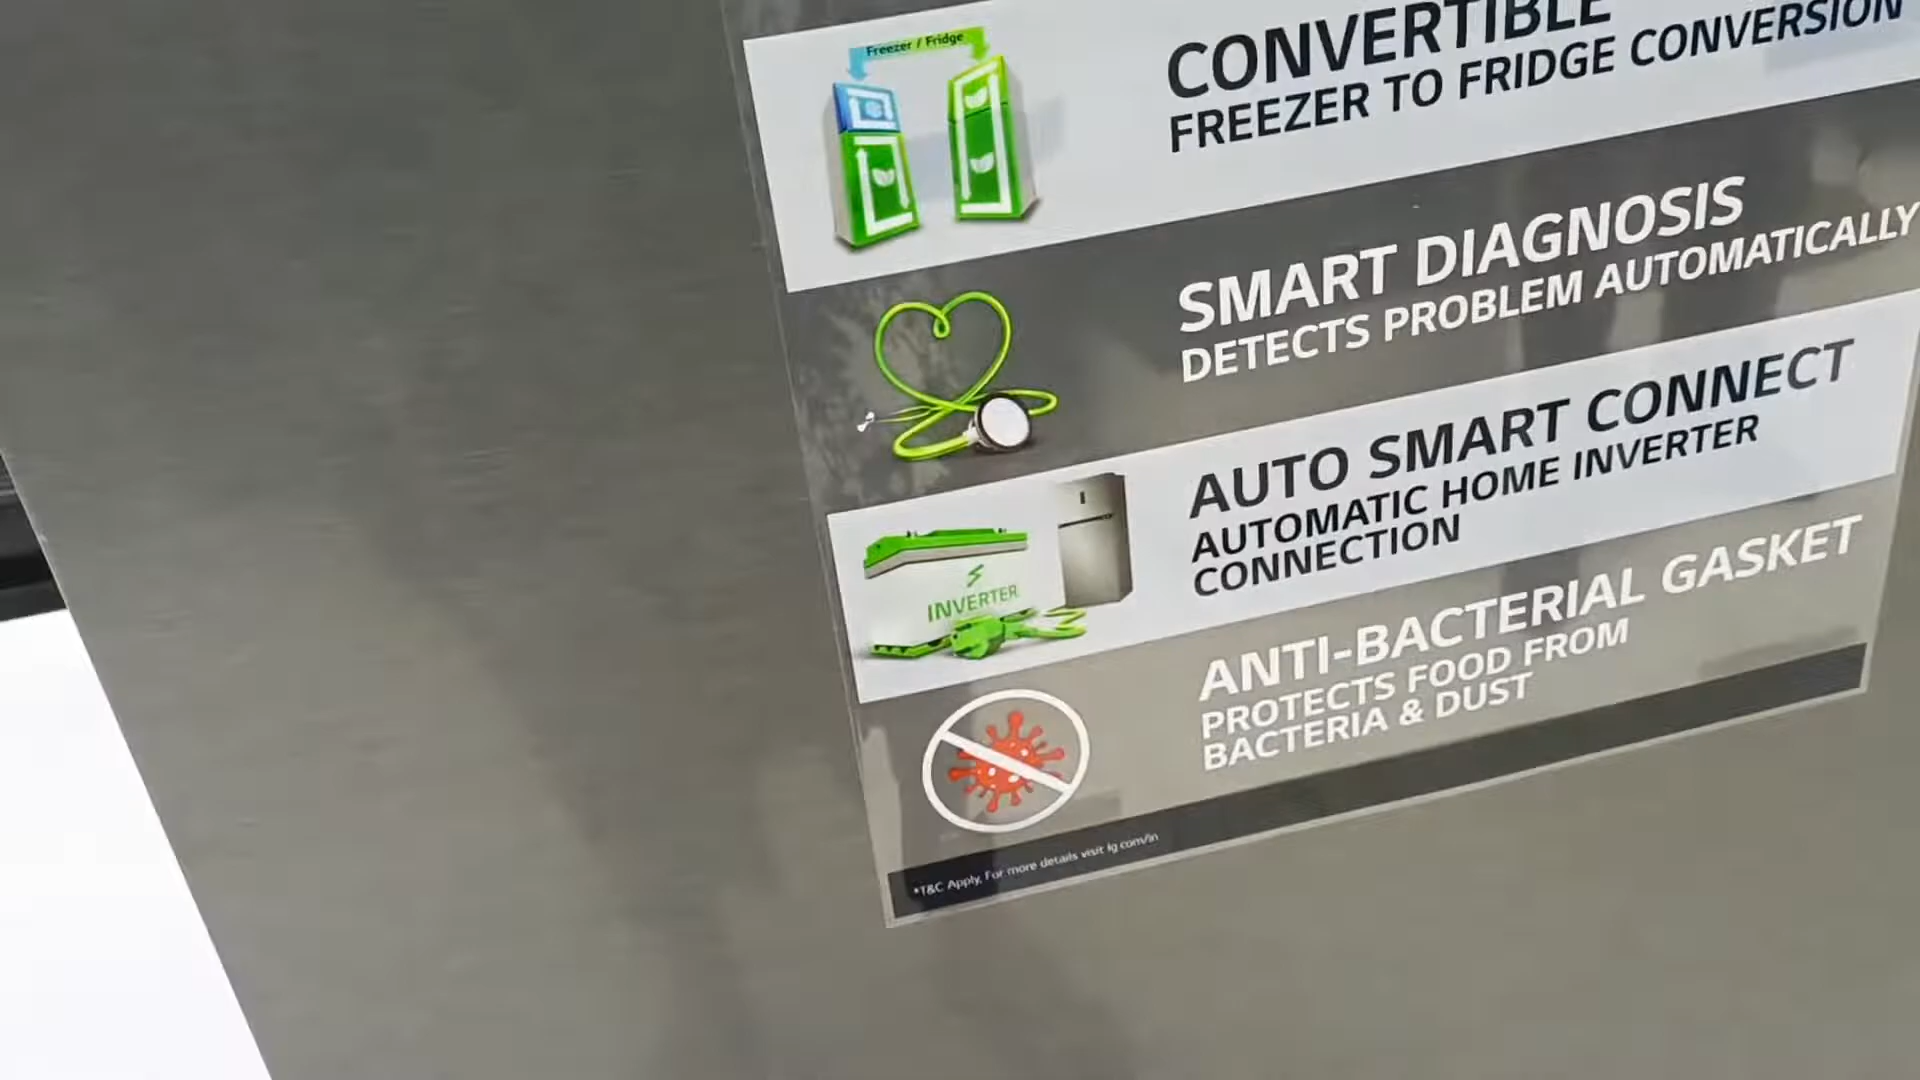 Freezer / Fridge
CONVERTIBLE
FREEZER TO FRIDGE CONVERSION
SMART DIAGNOSIS
DETECTS PROBLEM AUTOMATICALLY
AUTO SMART CONNECT
AUTOMATIC HOME INVERTER
CONNECTION
INVERTER
ANTI-BACTERIAL GASKET
PROTECTS FOOD FROM
BACTERIA & DUST
*T&C Apply, For more details visit lg.com/in